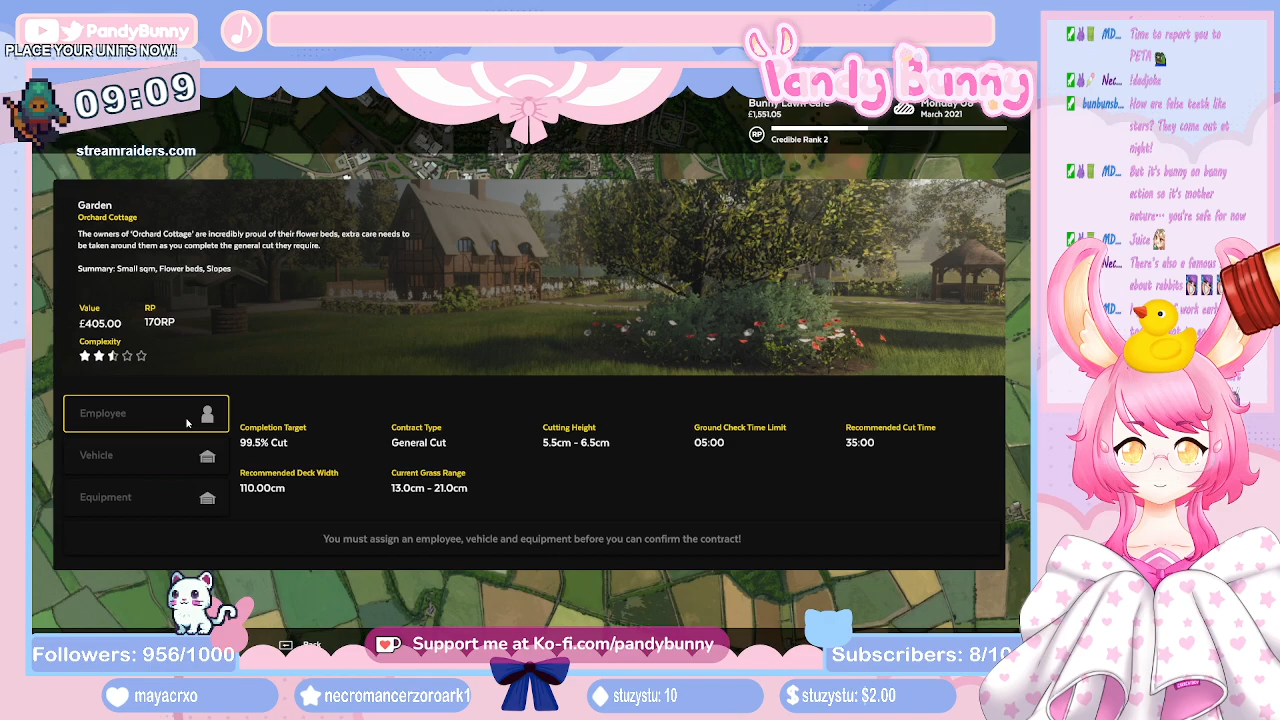 PandyBunny
PLACE YOUR UNITS NOW!
09:09
streamraiders.com
Pandy Bunny
Bunny Lawn Care
£1,551.05
Monday 08
March 2021
RP
Credible Rank 2
Garden
Orchard Cottage
The owners of 'Orchard Cottage' are incredibly proud of their flower beds, extra care needs to
be taken around them as you complete the general cut they require.
Summary: Small sqm, Flower beds, Slopes
Value
£405.00
RP
170RP
Complexity
Employee
Vehicle
Equipment
Completion Target
99.5% Cut
Contract Type
General Cut
Cutting Height
5.5cm - 6.5cm
Ground Check Time Limit
05:00
Recommended Cut Time
35:00
Recommended Deck Width
110.00cm
Current Grass Range
13.0cm - 21.0cm
You must assign an employee, vehicle and equipment before you can confirm the contract!
Back
Support me at Ko-fi.com/pandybunny
Followers: 956/1000
Subscribers: 8/10
mayacrxo
necromancerzoroark1
stuzystu: 10
stuzystu: $2.00
MD... Time to report you to
PETA
Nec... !dadjoke
bunbunsb... How are false teeth like
stars? They come out at
night!
MD... But it's bunny on bunny
action so it's mother
nature... you're safe for now
MD... Juice
Nec... There's also a famous
about rabbits